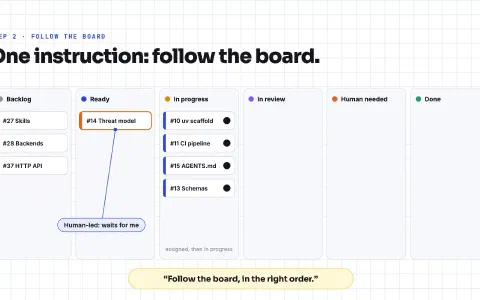 EP 2 · FOLLOW THE BOARD
One instruction: follow the board.
Backlog
#27 Skills
#28 Backends
#37 HTTP API
Ready
#14 Threat model
Human-led: waits for me
In progress
#10 uv scaffold
#11 CI pipeline
#15 AGENTS.md
#13 Schemas
assigned, then in progress
In review
Human needed
Done
“Follow the board, in the right order.”